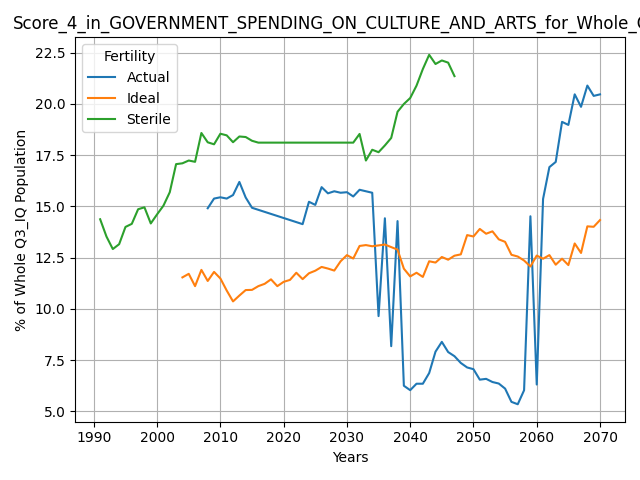 Score_4_in_GOVERNMENT_SPENDING_ON_CULTURE_AND_ARTS_for_Whole_
Fertility
Actual
Ideal
Sterile
22.5
20.0
17.5
15.0
12.5
10.0
7.5
5.0
% of Whole Q3_IQ Population
1990 2000 2010 2020 2030 2040 2050 2060 2070
Years